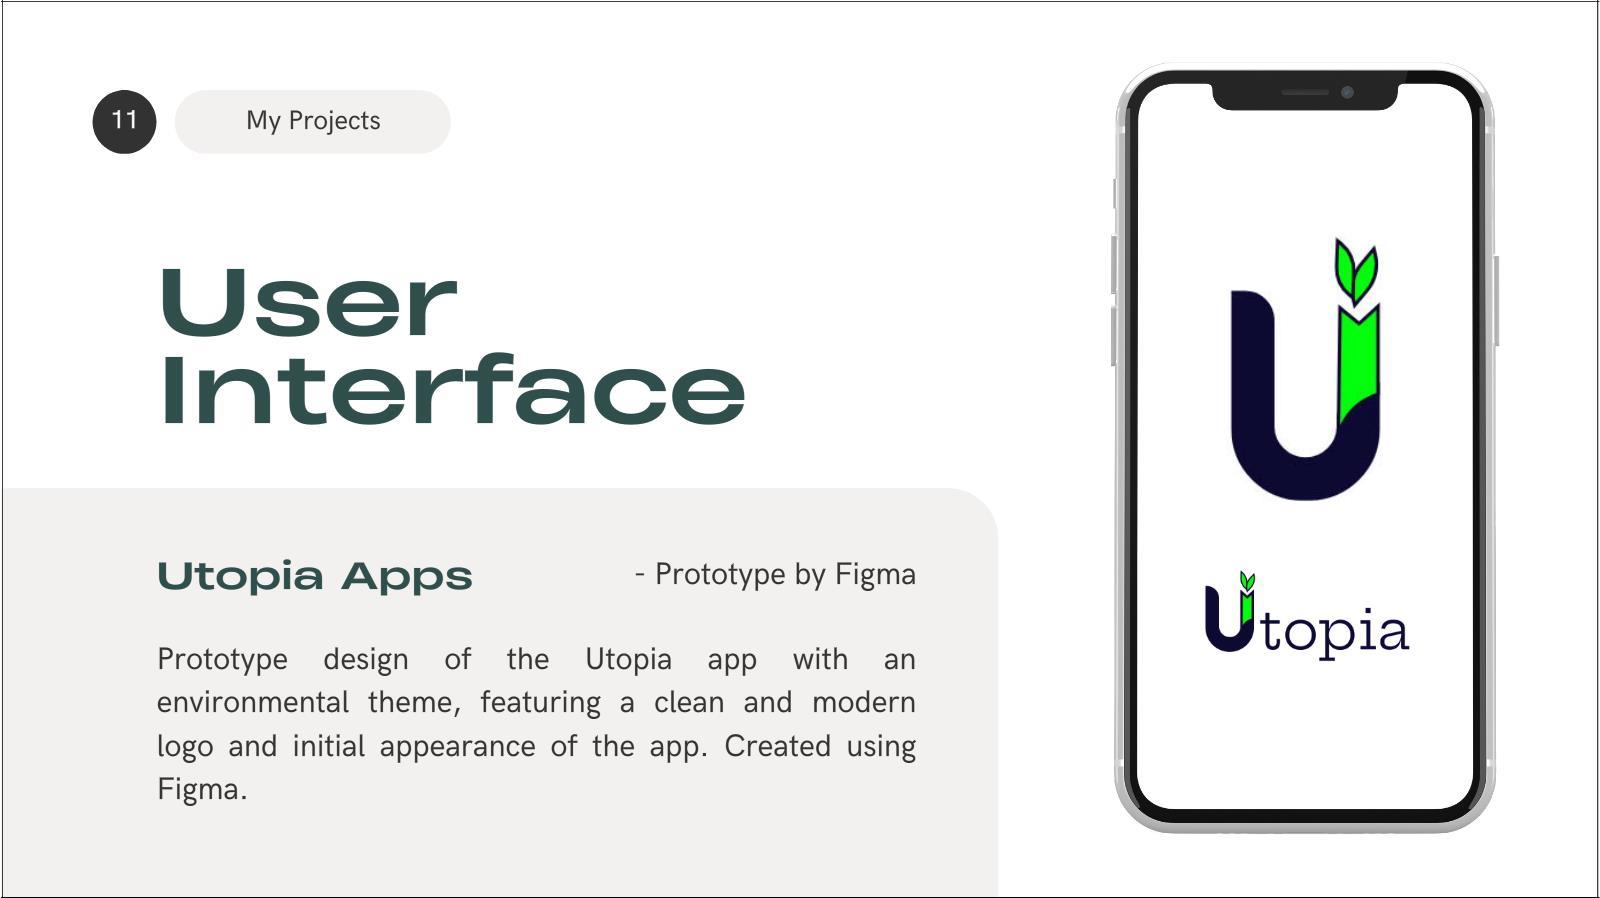 11
My Projects
User
Interface
Utopia Apps
- Prototype by Figma
Prototype design of the Utopia app with an
environmental theme, featuring a clean and modern
logo and initial appearance of the app. Created using
Figma.
U
Utopia